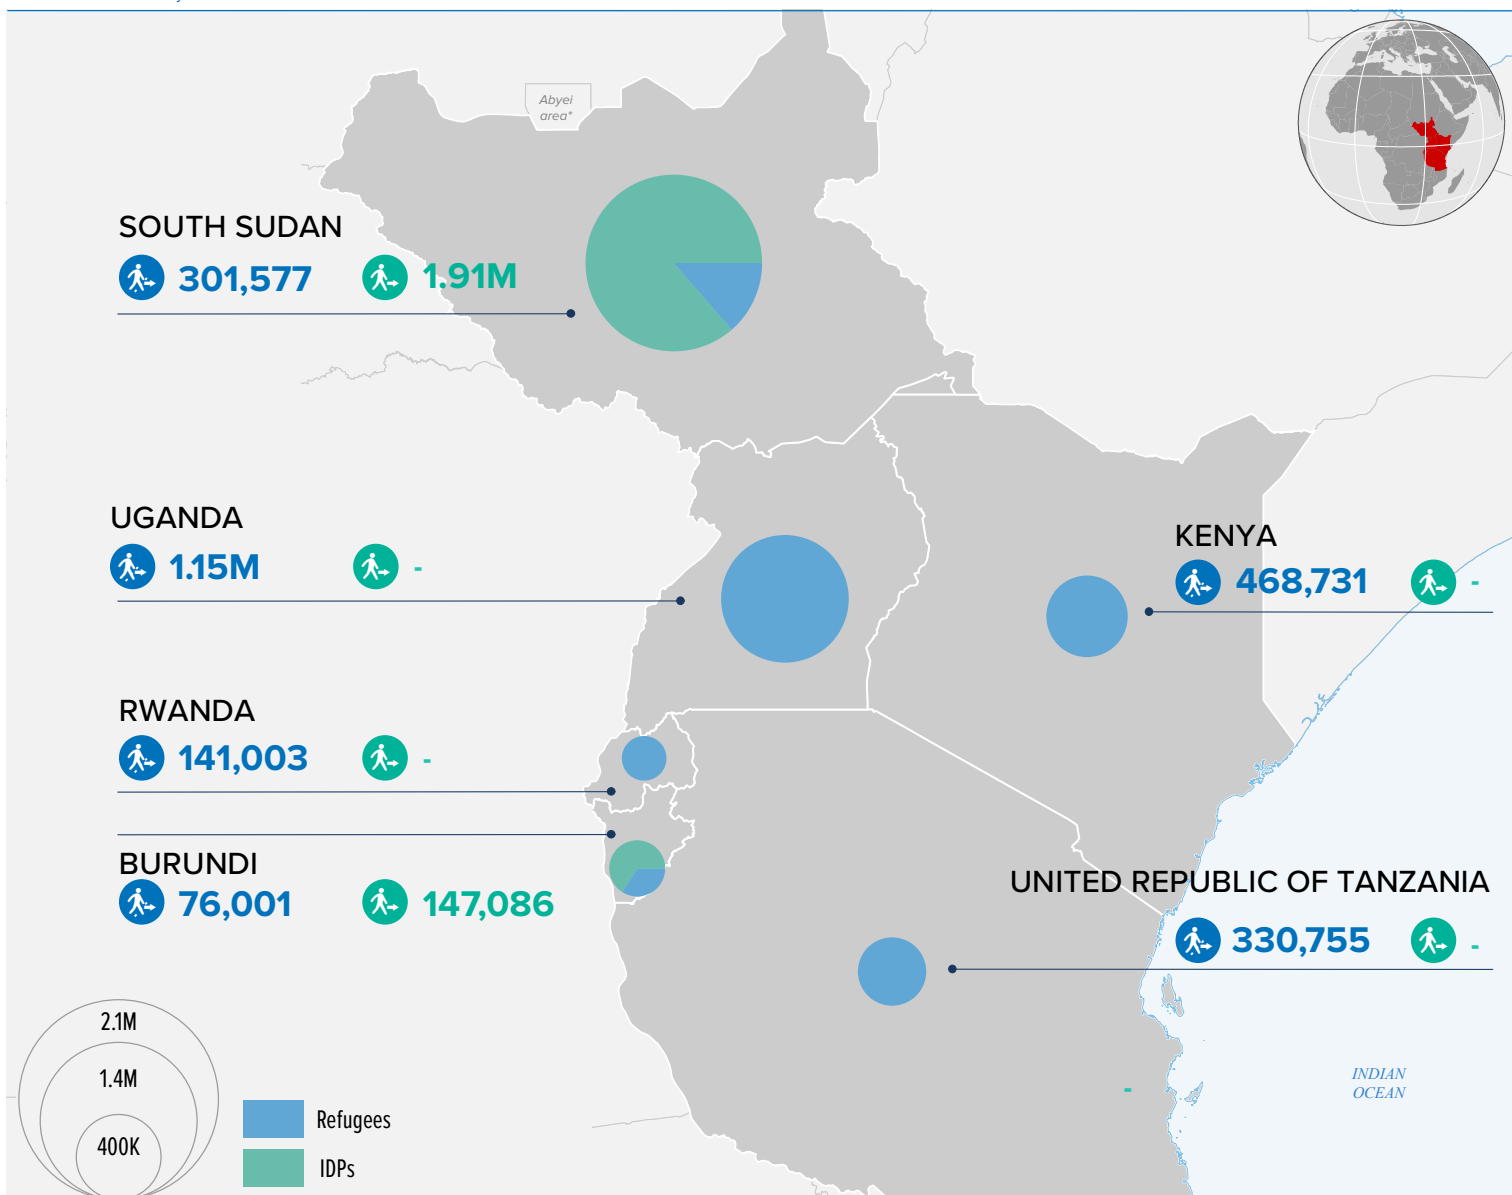 Abyei
area*
SOUTH SUDAN
301,577
1.91M
UGANDA
1.15M
-
KENYA
468,731
-
RWANDA
141,003
-
BURUNDI
76,001
147,086
UNITED REPUBLIC OF TANZANIA
330,755
-
-
2.1M
1.4M
400K
Refugees
IDPs
INDIAN
OCEAN